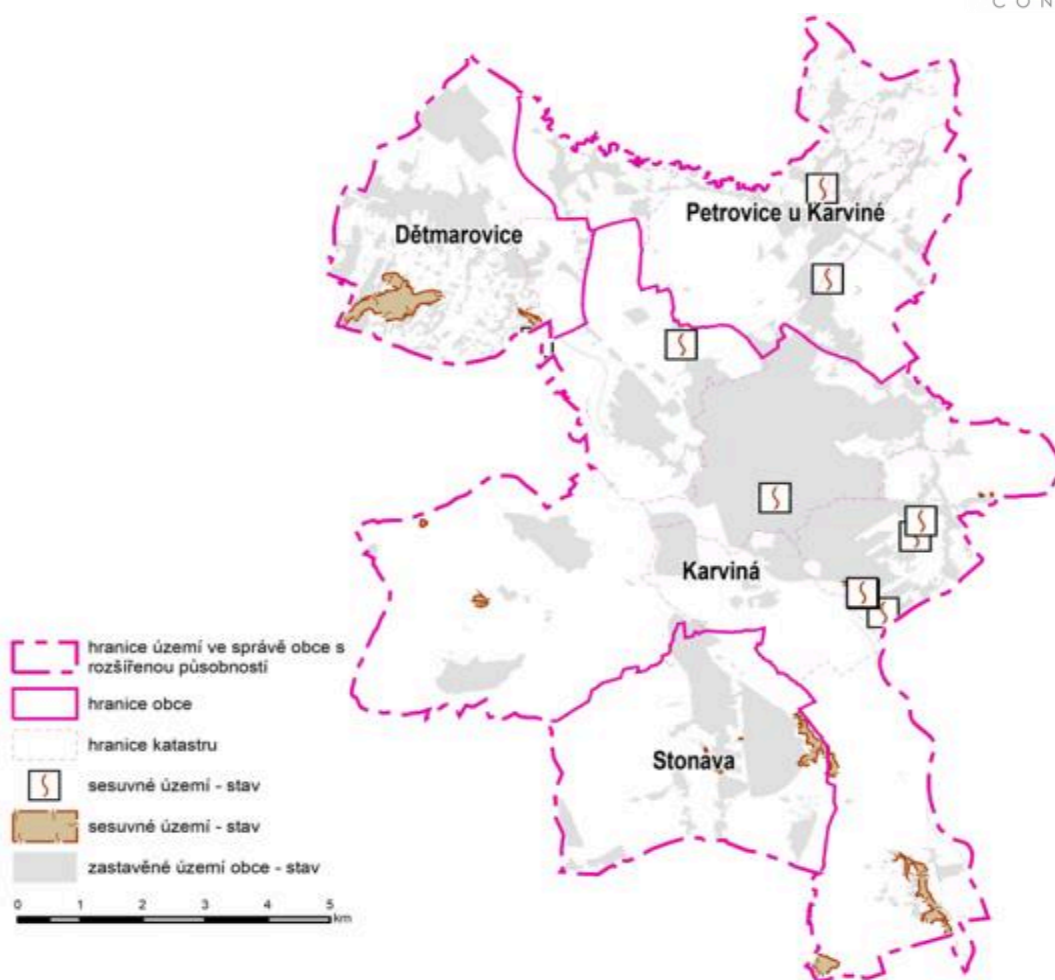 CON
Petrovice u Karviné
Dětmarovice
Karviná
Stonava
hranice území ve správě obce s
rozšířenou působností
hranice obce
hranice katastru
sesuvné území - stav
sesuvné území - stav
zastavěné území obce - stav
0 1 2 3 4 5
km